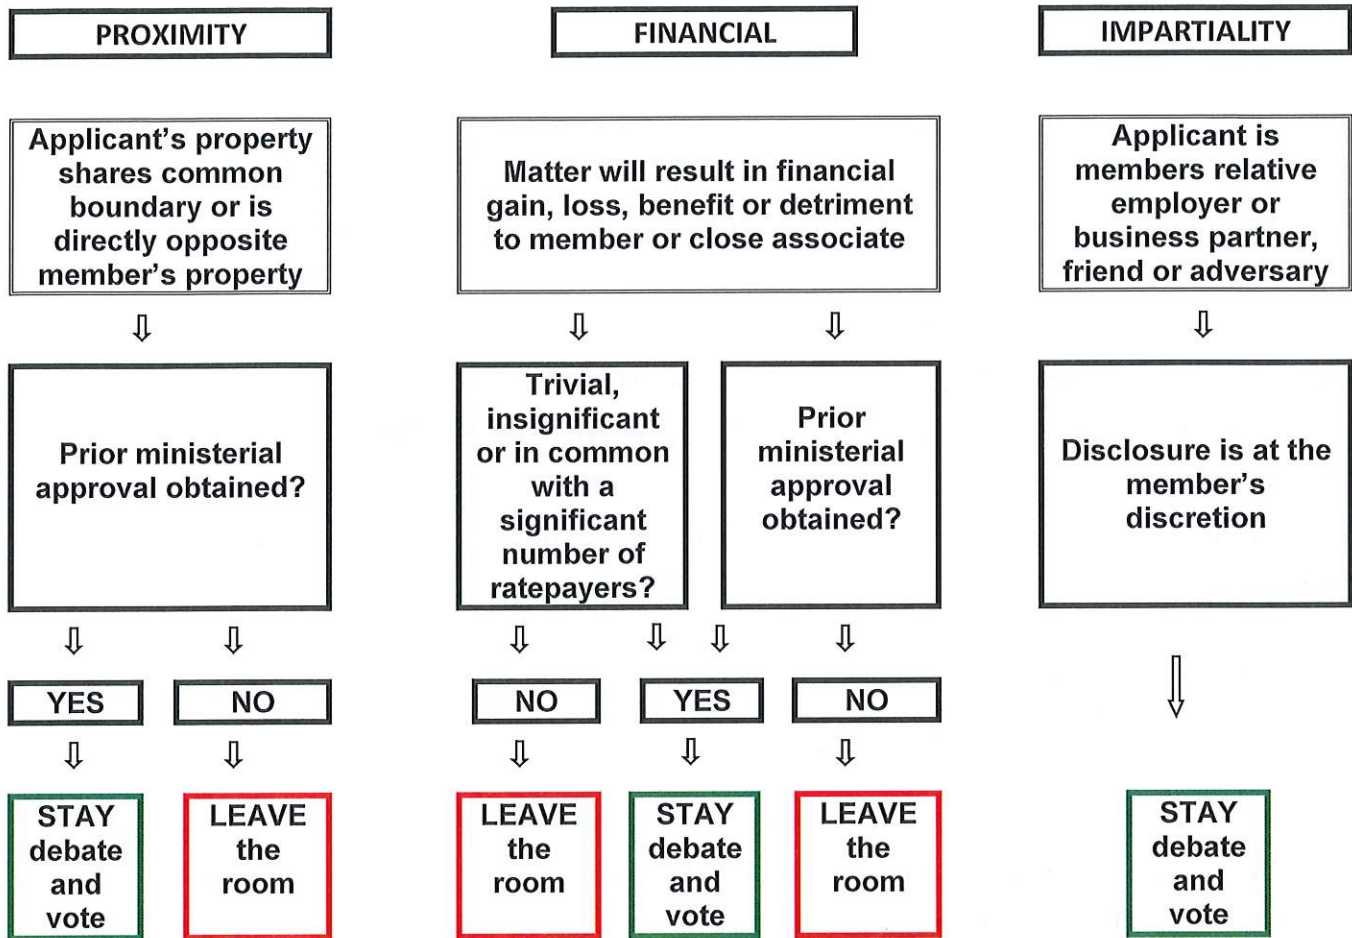 PROXIMITY
FINANCIAL
IMPARTIALITY
Applicant’s property
shares common
boundary or is
directly opposite
member’s property
Matter will result in financial
gain, loss, benefit or detriment
to member or close associate
Applicant is
members relative
employer or
business partner,
friend or adversary
Prior ministerial
approval obtained?
Trivial,
insignificant
or in common
with a
significant
number of
ratepayers?
Prior
ministerial
approval
obtained?
Disclosure is at the
member’s
discretion
YES
NO
NO
YES
NO
STAY
debate
and
vote
LEAVE
the
room
LEAVE
the
room
STAY
debate
and
vote
LEAVE
the
room
STAY
debate
and
vote